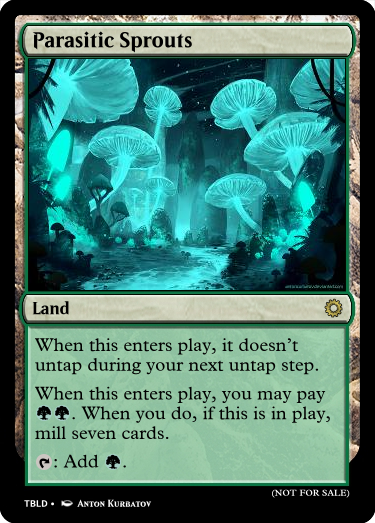 Parasitic Sprouts
Land
When this enters play, it doesn't
untap during your next untap step.
When this enters play, you may pay
. When you do, if this is in play,
mill seven cards.
: Add .
(NOT FOR SALE)
TBLD • Anton Kurbatov